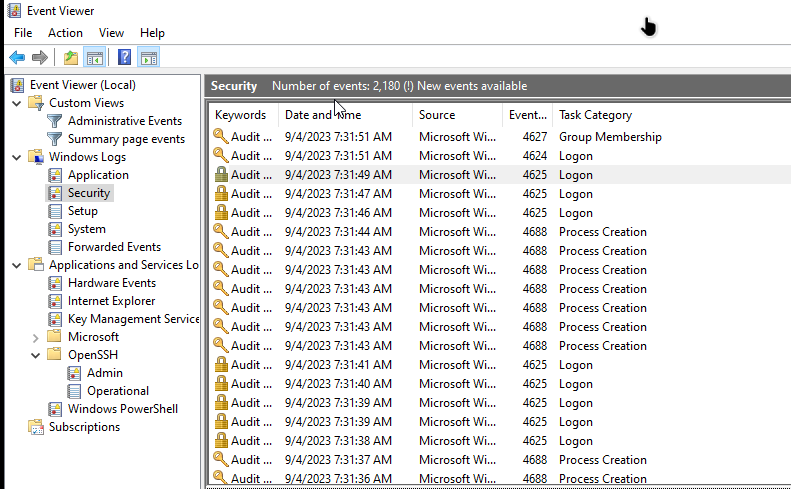 Event Viewer
File Action View Help
Event Viewer (Local)
Custom Views
Administrative Events
Summary page events
Windows Logs
Application
Security
Setup
System
Forwarded Events
Applications and Services Lo
Hardware Events
Internet Explorer
Key Management Service
Microsoft
OpenSSH
Admin
Operational
Windows PowerShell
Subscriptions
Security Number of events: 2,180 (!) New events available
Keywords Date and Time Source Event... Task Category
Audit ... 9/4/2023 7:31:51 AM Microsoft Wi... 4627 Group Membership
Audit ... 9/4/2023 7:31:51 AM Microsoft Wi... 4624 Logon
Audit ... 9/4/2023 7:31:49 AM Microsoft Wi... 4625 Logon
Audit ... 9/4/2023 7:31:47 AM Microsoft Wi... 4625 Logon
Audit ... 9/4/2023 7:31:46 AM Microsoft Wi... 4625 Logon
Audit ... 9/4/2023 7:31:44 AM Microsoft Wi... 4688 Process Creation
Audit ... 9/4/2023 7:31:43 AM Microsoft Wi... 4688 Process Creation
Audit ... 9/4/2023 7:31:43 AM Microsoft Wi... 4688 Process Creation
Audit ... 9/4/2023 7:31:43 AM Microsoft Wi... 4688 Process Creation
Audit ... 9/4/2023 7:31:43 AM Microsoft Wi... 4688 Process Creation
Audit ... 9/4/2023 7:31:43 AM Microsoft Wi... 4688 Process Creation
Audit ... 9/4/2023 7:31:43 AM Microsoft Wi... 4688 Process Creation
Audit ... 9/4/2023 7:31:41 AM Microsoft Wi... 4625 Logon
Audit ... 9/4/2023 7:31:40 AM Microsoft Wi... 4625 Logon
Audit ... 9/4/2023 7:31:39 AM Microsoft Wi... 4625 Logon
Audit ... 9/4/2023 7:31:39 AM Microsoft Wi... 4625 Logon
Audit ... 9/4/2023 7:31:38 AM Microsoft Wi... 4625 Logon
Audit ... 9/4/2023 7:31:37 AM Microsoft Wi... 4688 Process Creation
Audit ... 9/4/2023 7:31:36 AM Microsoft Wi... 4688 Process Creation